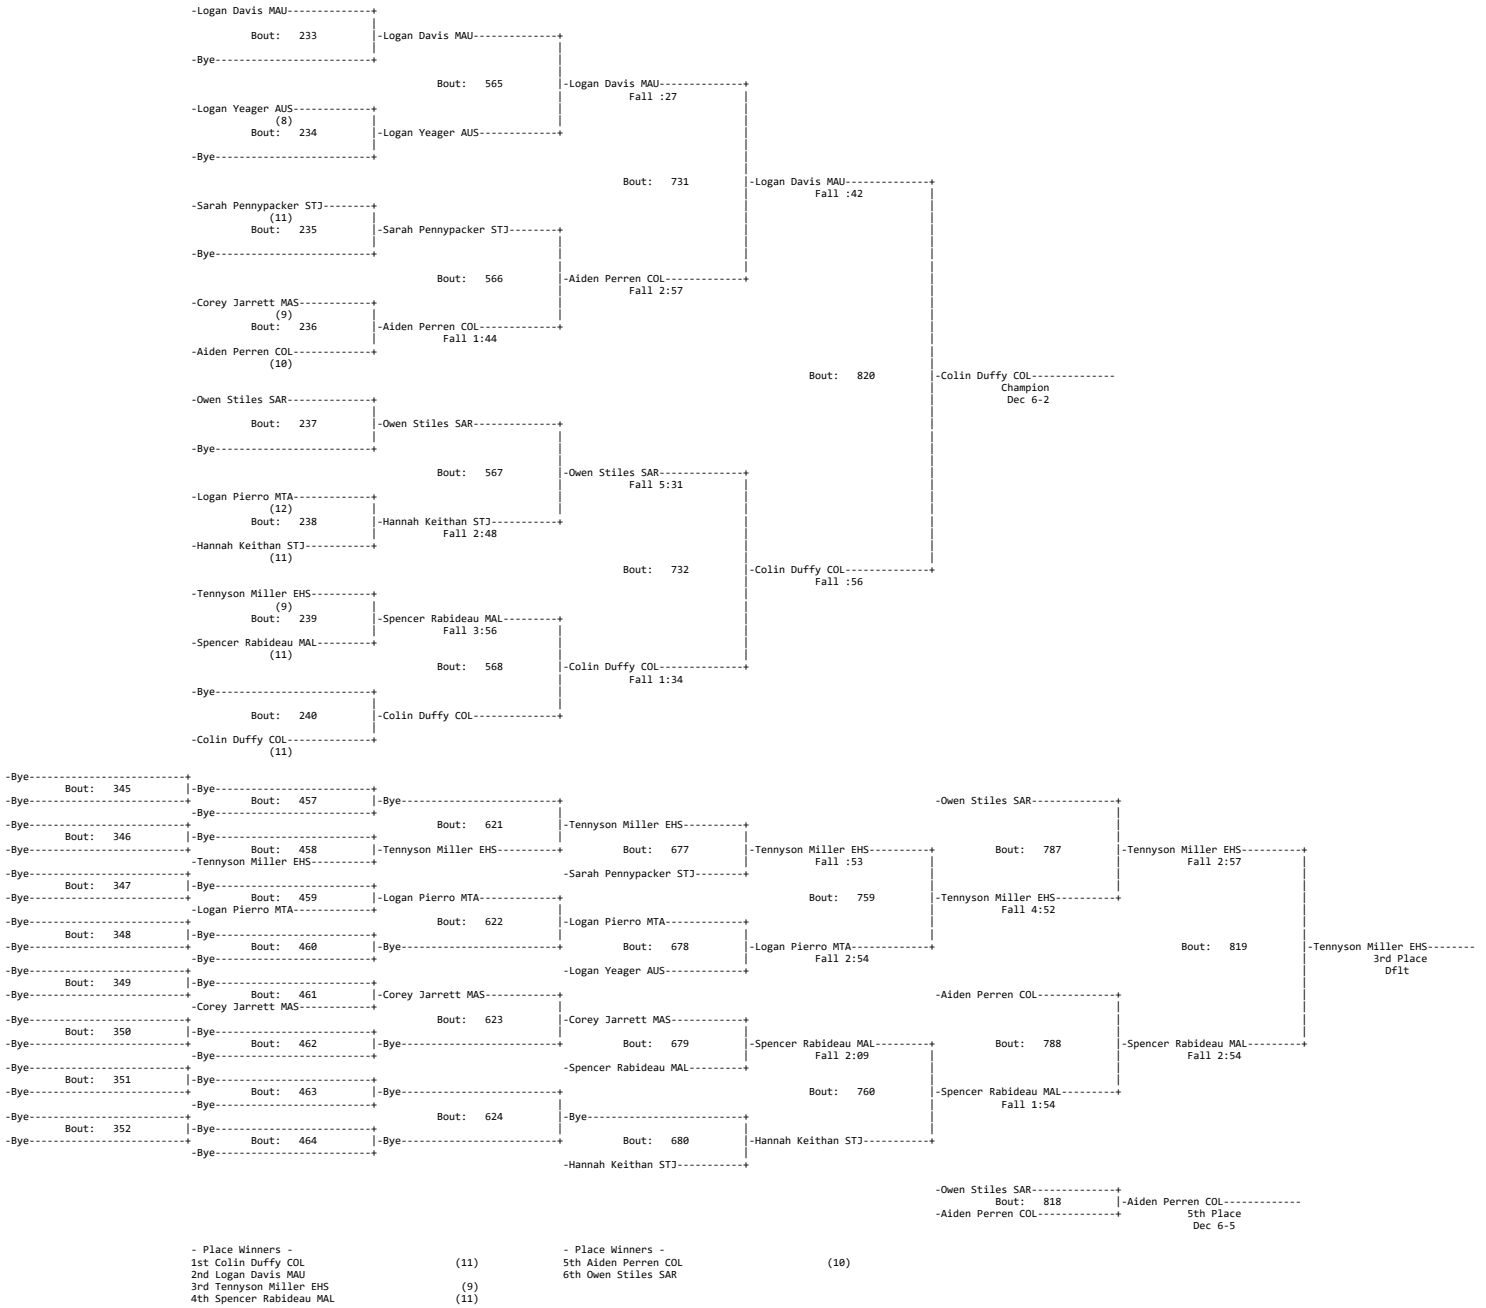 -Logan Davis MAU--------------+
Bout: 233 |-Logan Davis MAU--------------+
-Bye--------------------------+
Bout: 565 |-Logan Davis MAU--------------+
Fall :27
-Logan Yeager AUS-------------+
(8)
Bout: 234 |-Logan Yeager AUS-------------+
-Bye--------------------------+
Bout: 731 |-Logan Davis MAU--------------+
Fall :42
-Sarah Pennypacker STJ--------+
(11)
Bout: 235 |-Sarah Pennypacker STJ--------+
-Bye--------------------------+
Bout: 566 |-Aiden Perren COL-------------+
Fall 2:57
-Corey Jarrett MAS------------+
(9)
Bout: 236 |-Aiden Perren COL-------------+
Fall 1:44
-Aiden Perren COL-------------+
(10)
Bout: 820 |-Colin Duffy COL--------------
Champion
-Owen Stiles SAR--------------+ Dec 6-2
Bout: 237 |-Owen Stiles SAR--------------+
-Bye--------------------------+
Bout: 567 |-Owen Stiles SAR--------------+
Fall 5:31
-Logan Pierro MTA-------------+
(12)
Bout: 238 |-Hannah Keithan STJ-----------+
Fall 2:48
-Hannah Keithan STJ-----------+
(11)
Bout: 732 |-Colin Duffy COL--------------+
Fall :56
-Tennyson Miller EHS----------+
(9)
Bout: 239 |-Spencer Rabideau MAL---------+
Fall 3:56
-Spencer Rabideau MAL---------+
(11)
Bout: 568 |-Colin Duffy COL--------------+
Fall 1:34
-Bye--------------------------+
Bout: 240 |-Colin Duffy COL--------------+
-Colin Duffy COL--------------+
(11)
-Bye--------------------------+
Bout: 345 |-Bye--------------------------+
-Bye--------------------------+ Bout: 457 |-Bye--------------------------+ -Owen Stiles SAR--------------+
-Bye--------------------------+
-Bye--------------------------+ Bout: 621 |-Tennyson Miller EHS----------+
Bout: 346 |-Bye--------------------------+
-Bye--------------------------+ Bout: 458 |-Tennyson Miller EHS----------+ Bout: 677 |-Tennyson Miller EHS----------+ Bout: 787 |-Tennyson Miller EHS----------+
-Tennyson Miller EHS----------+ Fall :53 Fall 2:57
-Bye--------------------------+ -Sarah Pennypacker STJ--------+
Bout: 347 |-Bye--------------------------+
-Bye--------------------------+ Bout: 459 |-Logan Pierro MTA-------------+ Bout: 759 |-Tennyson Miller EHS----------+
-Logan Pierro MTA-------------+ Fall 4:52
-Bye--------------------------+ Bout: 622 |-Logan Pierro MTA-------------+
Bout: 348 |-Bye--------------------------+
-Bye--------------------------+ Bout: 460 |-Bye--------------------------+ Bout: 678 |-Logan Pierro MTA-------------+ Bout: 819 |-Tennyson Miller EHS--------
-Bye--------------------------+ Fall 2:54 3rd Place
-Bye--------------------------+ -Logan Yeager AUS-------------+ Dflt
Bout: 349 |-Bye--------------------------+
-Bye--------------------------+ Bout: 461 |-Corey Jarrett MAS------------+ -Aiden Perren COL-------------+
-Corey Jarrett MAS------------+
-Bye--------------------------+ Bout: 623 |-Corey Jarrett MAS------------+
Bout: 350 |-Bye--------------------------+
-Bye--------------------------+ Bout: 462 |-Bye--------------------------+ Bout: 679 |-Spencer Rabideau MAL---------+ Bout: 788 |-Spencer Rabideau MAL---------+
-Bye--------------------------+ Fall 2:09 Fall 2:54
-Bye--------------------------+ -Spencer Rabideau MAL---------+
Bout: 351 |-Bye--------------------------+
-Bye--------------------------+ Bout: 463 |-Bye--------------------------+ Bout: 760 |-Spencer Rabideau MAL---------+
-Bye--------------------------+ Fall 1:54
-Bye--------------------------+ Bout: 624 |-Bye--------------------------+
Bout: 352 |-Bye--------------------------+
-Bye--------------------------+ Bout: 464 |-Bye--------------------------+ Bout: 680 |-Hannah Keithan STJ-----------+
-Bye--------------------------+
-Hannah Keithan STJ-----------+
-Owen Stiles SAR--------------+
Bout: 818 |-Aiden Perren COL-------------
-Aiden Perren COL-------------+ 5th Place
Dec 6-5
- Place Winners - - Place Winners -
1st Colin Duffy COL (11) 5th Aiden Perren COL (10)
2nd Logan Davis MAU 6th Owen Stiles SAR
3rd Tennyson Miller EHS (9)
4th Spencer Rabideau MAL (11)